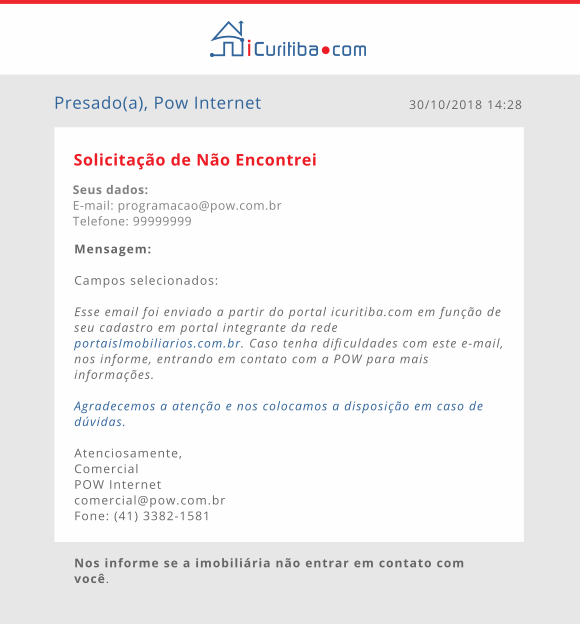 iCuritiba.com
Presado(a), Pow Internet
30/10/2018 14:28
Solicitação de Não Encontrei
Seus dados:
E-mail: programacao@pow.com.br
Telefone: 99999999
Mensagem:
Campos selecionados:
Esse email foi enviado a partir do portal icuritiba.com em função de
seu cadastro em portal integrante da rede
portaisImobiliarios.com.br. Caso tenha dificuldades com este e-mail,
nos informe, entrando em contato com a POW para mais
informações.
Agradecemos a atenção e nos colocamos a disposição em caso de
dúvidas.
Atenciosamente,
Comercial
POW Internet
comercial@pow.com.br
Fone: (41) 3382-1581
Nos informe se a imobiliária não entrar em contato com
você.